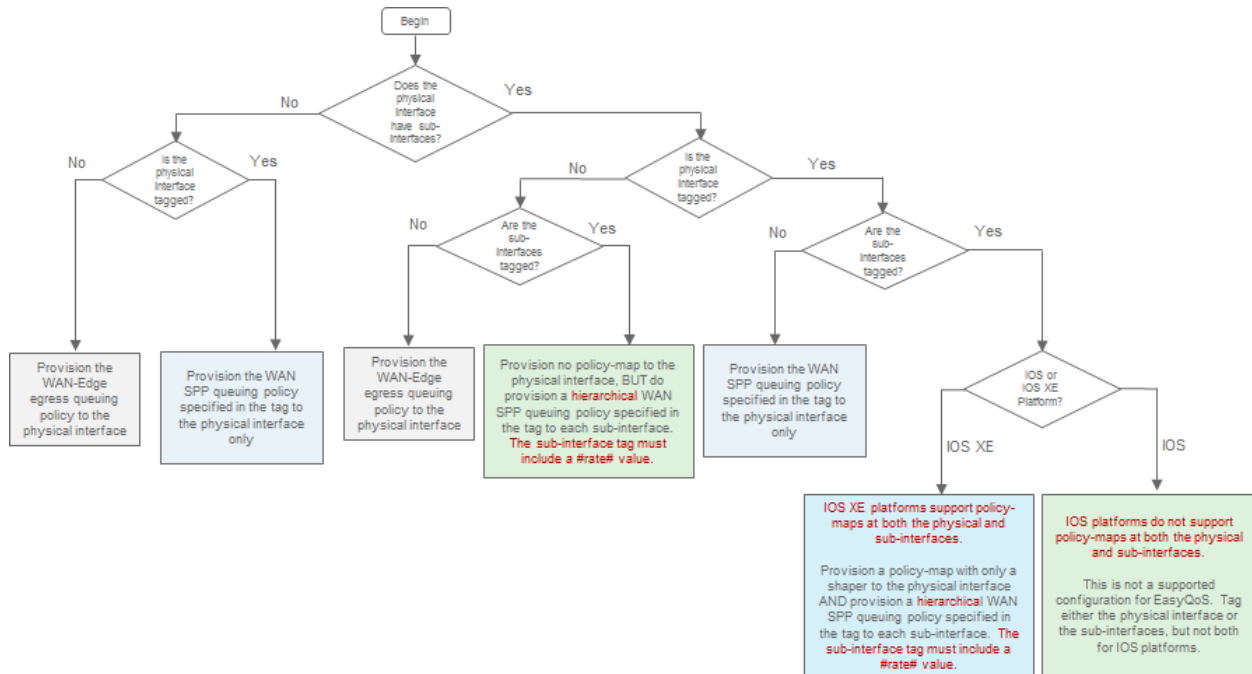 Begin
Does the
physical
interface
have sub-
interfaces?
No
Yes
Is the
physical
interface
tagged?
No
Yes
Is the
physical
interface
tagged?
No
Yes
Are the
sub-
interfaces
tagged?
No
Yes
Are the
sub-
interfaces
tagged?
No
Yes
Provision the
WAN-Edge
egress queuing
policy to the
physical interface
Provision the WAN
SPP queuing policy
specified in the tag to
the physical interface
only
Provision the
WAN-Edge
egress queuing
policy to the
physical interface
Provision no policy-map to the
physical interface, BUT do
provision a hierarchical WAN
SPP queuing policy specified in
the tag to each sub-interface.
The sub-interface tag must
include a #rate# value.
Provision the WAN
SPP queuing policy
specified in the tag to
the physical interface
only
IOS or
IOS XE
Platform?
IOS XE
IOS
IOS XE platforms support policy-
maps at both the physical and
sub-interfaces.
Provision a policy-map with only a
shaper to the physical interface
AND provision a hierarchical WAN
SPP queuing policy specified in
the tag to each sub-interface. The
sub-interface tag must include a
#rate# value.
IOS platforms do not support
policy-maps at both the physical
and sub-interfaces.
This is not a supported
configuration for EasyQoS. Tag
either the physical interface or
the sub-interfaces, but not both
for IOS platforms.